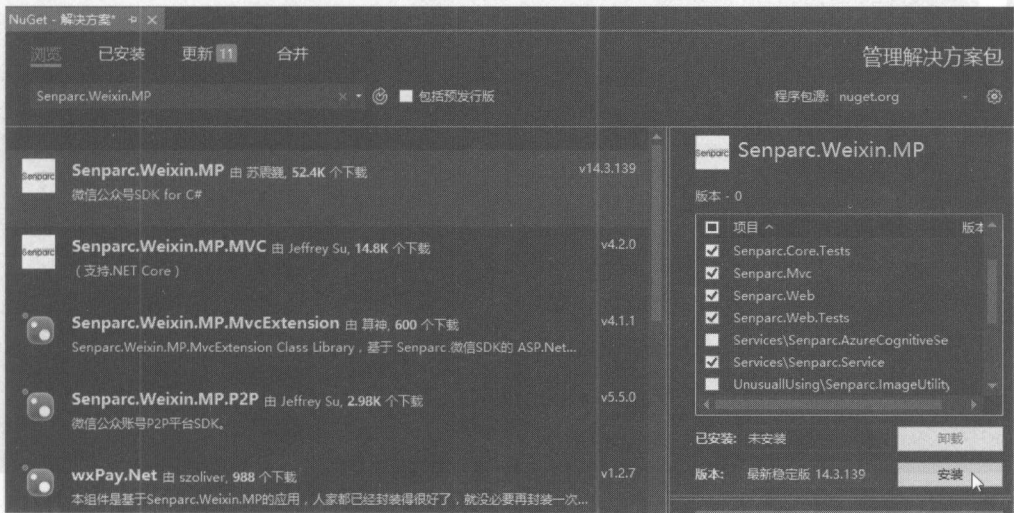 NuGet - 解决方案*
浏览 已安装 更新 11 合并
管理解决方案包
Senparc.Weixin.MP
包括预发行版
程序包源: nuget.org
Senparc
Senparc.Weixin.MP 由 苏震巍, 52.4K 个下载 v14.3.139
微信公众号SDK for C#
Senparc
Senparc.Weixin.MP.MVC 由 Jeffrey Su, 14.8K 个下载 v4.2.0
(支持.NET Core)
Senparc.Weixin.MP.MvcExtension 由 算神, 600 个下载 v4.1.1
Senparc.Weixin.MP.MvcExtension Class Library,基于 Senparc 微信SDK的 ASP.Net...
Senparc.Weixin.MP.P2P 由 Jeffrey Su, 2.98K 个下载 v5.5.0
微信公众账号P2P平台SDK。
wxPay.Net 由 szoliver, 988 个下载 v1.2.7
本组件是基于Senparc.Weixin.MP的应用,人家都已经封装得很好了,就没必要再封装一次...
Senparc
Senparc.Weixin.MP
版本 - 0
项目 版本
Senparc.Core.Tests
Senparc.Mvc
Senparc.Web
Senparc.Web.Tests
Services\Senparc.AzureCognitiveSe
Services\Senparc.Service
UnusuallUsing\Senparc.ImageUtility
已安装: 未安装 卸载
版本: 最新稳定版 14.3.139 安装